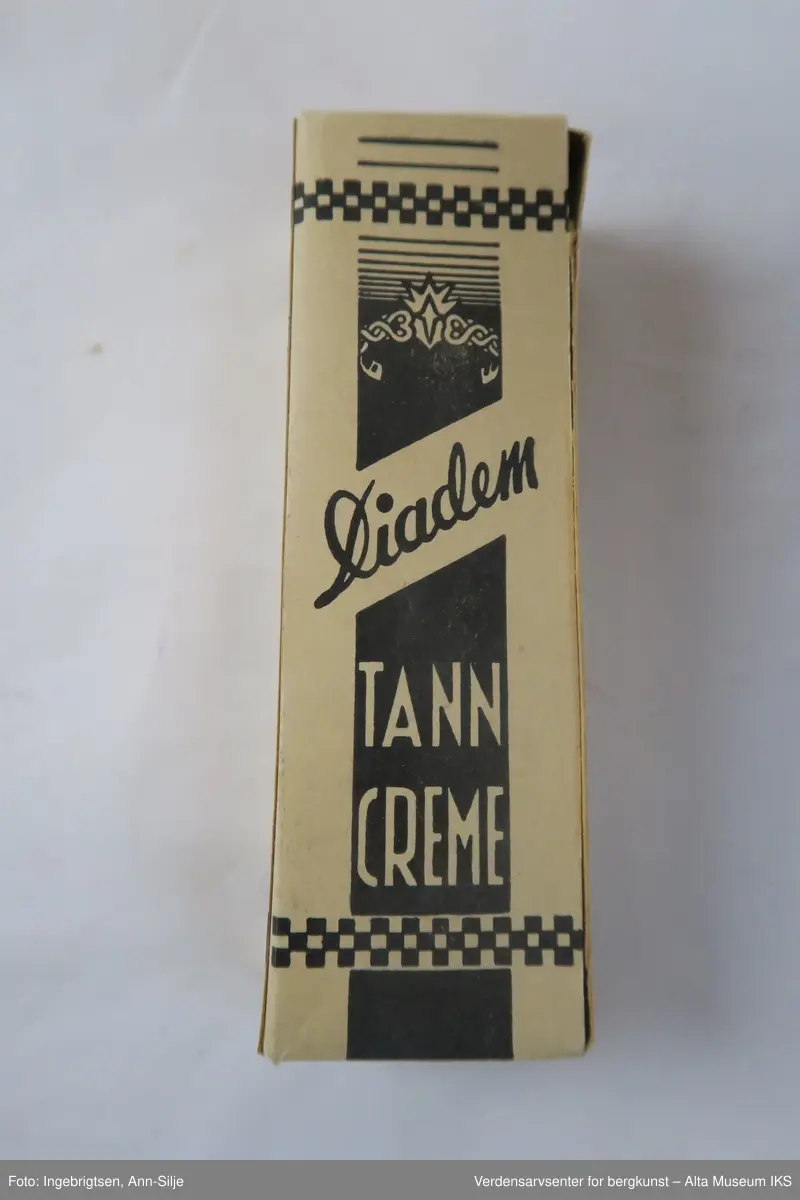 Diadem
TANN
CREME
Foto: Ingebrigtsen, Ann-Silje
Verdensarvsenter for bergkunst – Alta Museum IKS